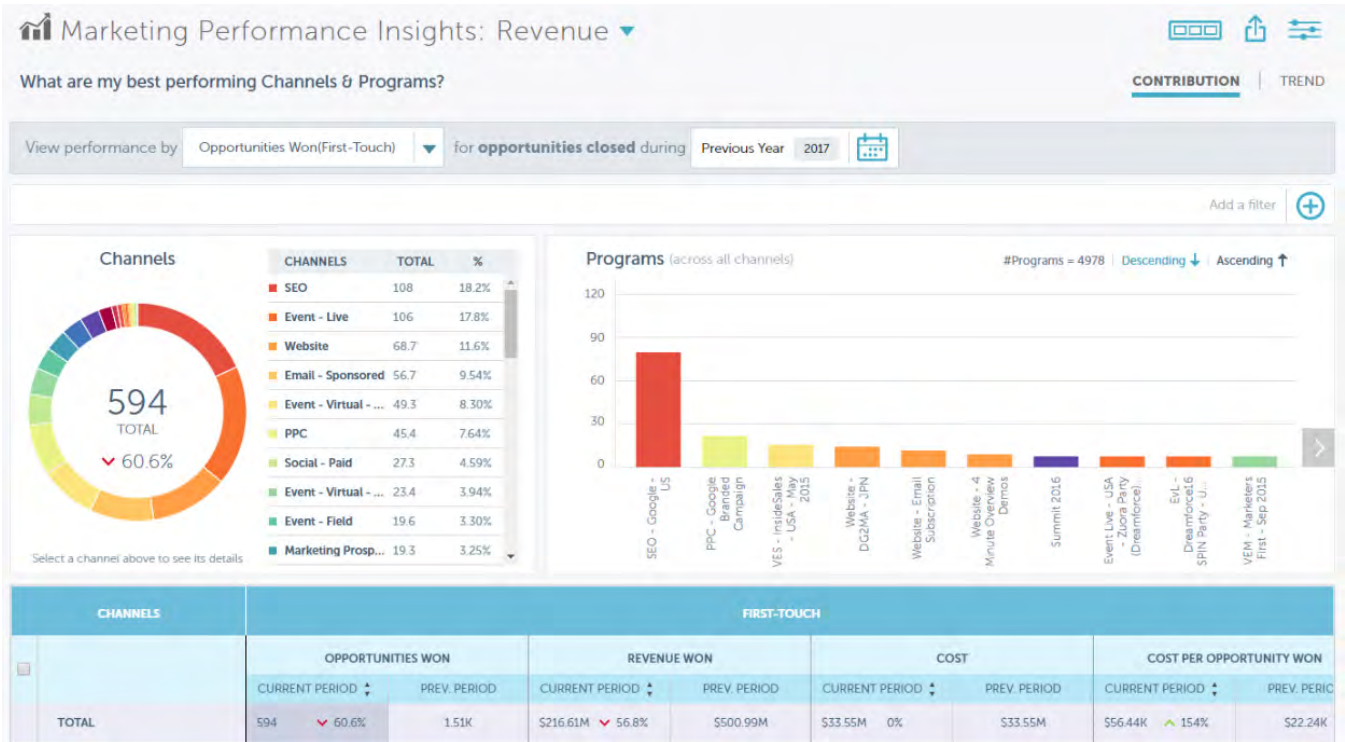 Marketing Performance Insights: Revenue
What are my best performing Channels & Programs?
CONTRIBUTION | TREND
View performance by Opportunities Won(First-Touch) for opportunities closed during Previous Year 2017
Add a filter
Channels
594
TOTAL
60.6%
Select a channel above to see its details
CHANNELS TOTAL %
SEO 108 18.2%
Event - Live 106 17.8%
Website 68.7 11.6%
Email - Sponsored 56.7 9.54%
Event - Virtual - ... 49.3 8.30%
PPC 45.4 7.64%
Social - Paid 27.3 4.59%
Event - Virtual - ... 23.4 3.94%
Event - Field 19.6 3.30%
Marketing Prosp... 19.3 3.25%
Programs (across all channels)
#Programs = 4978 | Descending | Ascending
120
90
60
30
0
SEO - Google -
US
PPC - Google
Branded
Campaign
VES - InsideSales
- USA - May
2015
Website -
DG2MA - JPN
Website - Email
Subscription
Website - 4
Minute Overview
Demos
Summit 2016
Event Live - USA
- Zuora Party
(Dreamforce)...
EvL -
Dreamforce16
SPIN Party - U...
VEM - Marketers
First - Sep 2015
CHANNELS FIRST-TOUCH
OPPORTUNITIES WON REVENUE WON COST COST PER OPPORTUNITY WON
CURRENT PERIOD PREV. PERIOD CURRENT PERIOD PREV. PERIOD CURRENT PERIOD PREV. PERIOD CURRENT PERIOD PREV. PERIO
TOTAL 594 60.6% 1.51K $216.61M 56.8% $500.99M $33.55M 0% $33.55M $56.44K 154% $22.24K